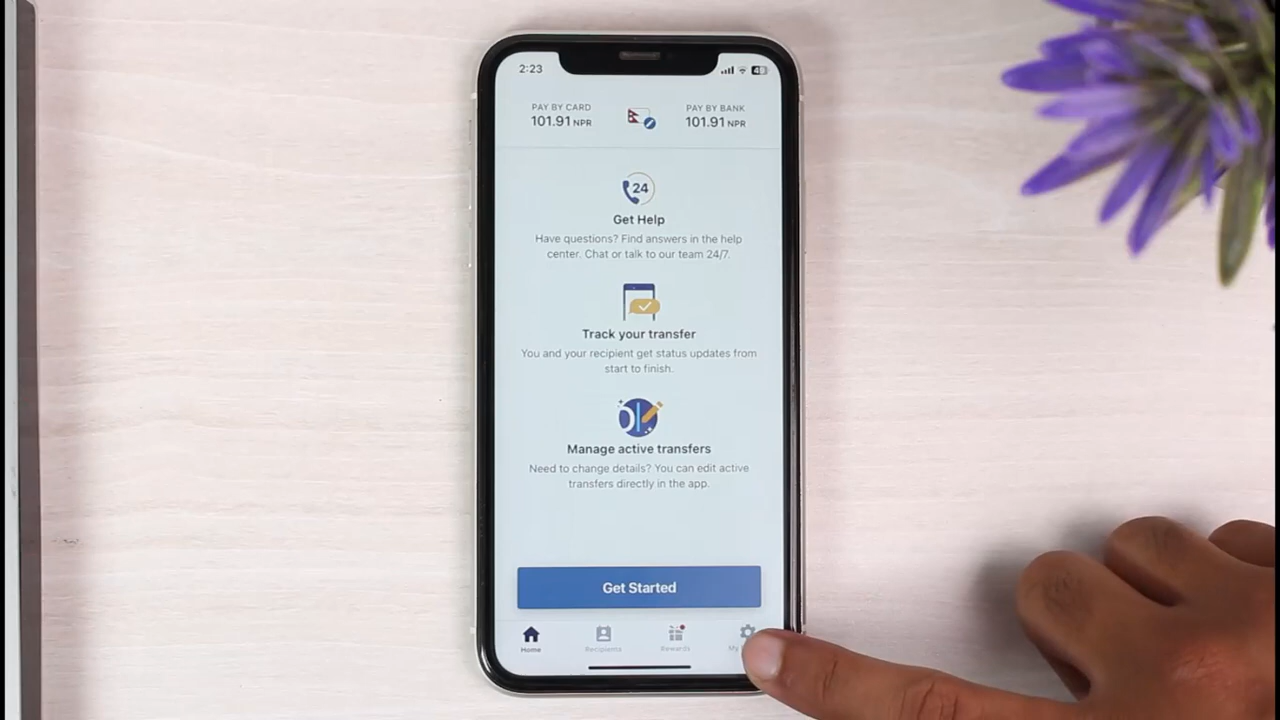 2:23
PAY BY CARD
101.91 NPR
PAY BY BANK
101.91 NPR
24
Get Help
Have questions? Find answers in the help
center. Chat or talk to our team 24/7.
Track your transfer
You and your recipient get status updates from
start to finish.
Manage active transfers
Need to change details? You can edit active
transfers directly in the app.
Get Started
Home
Recipients
Rewards
My